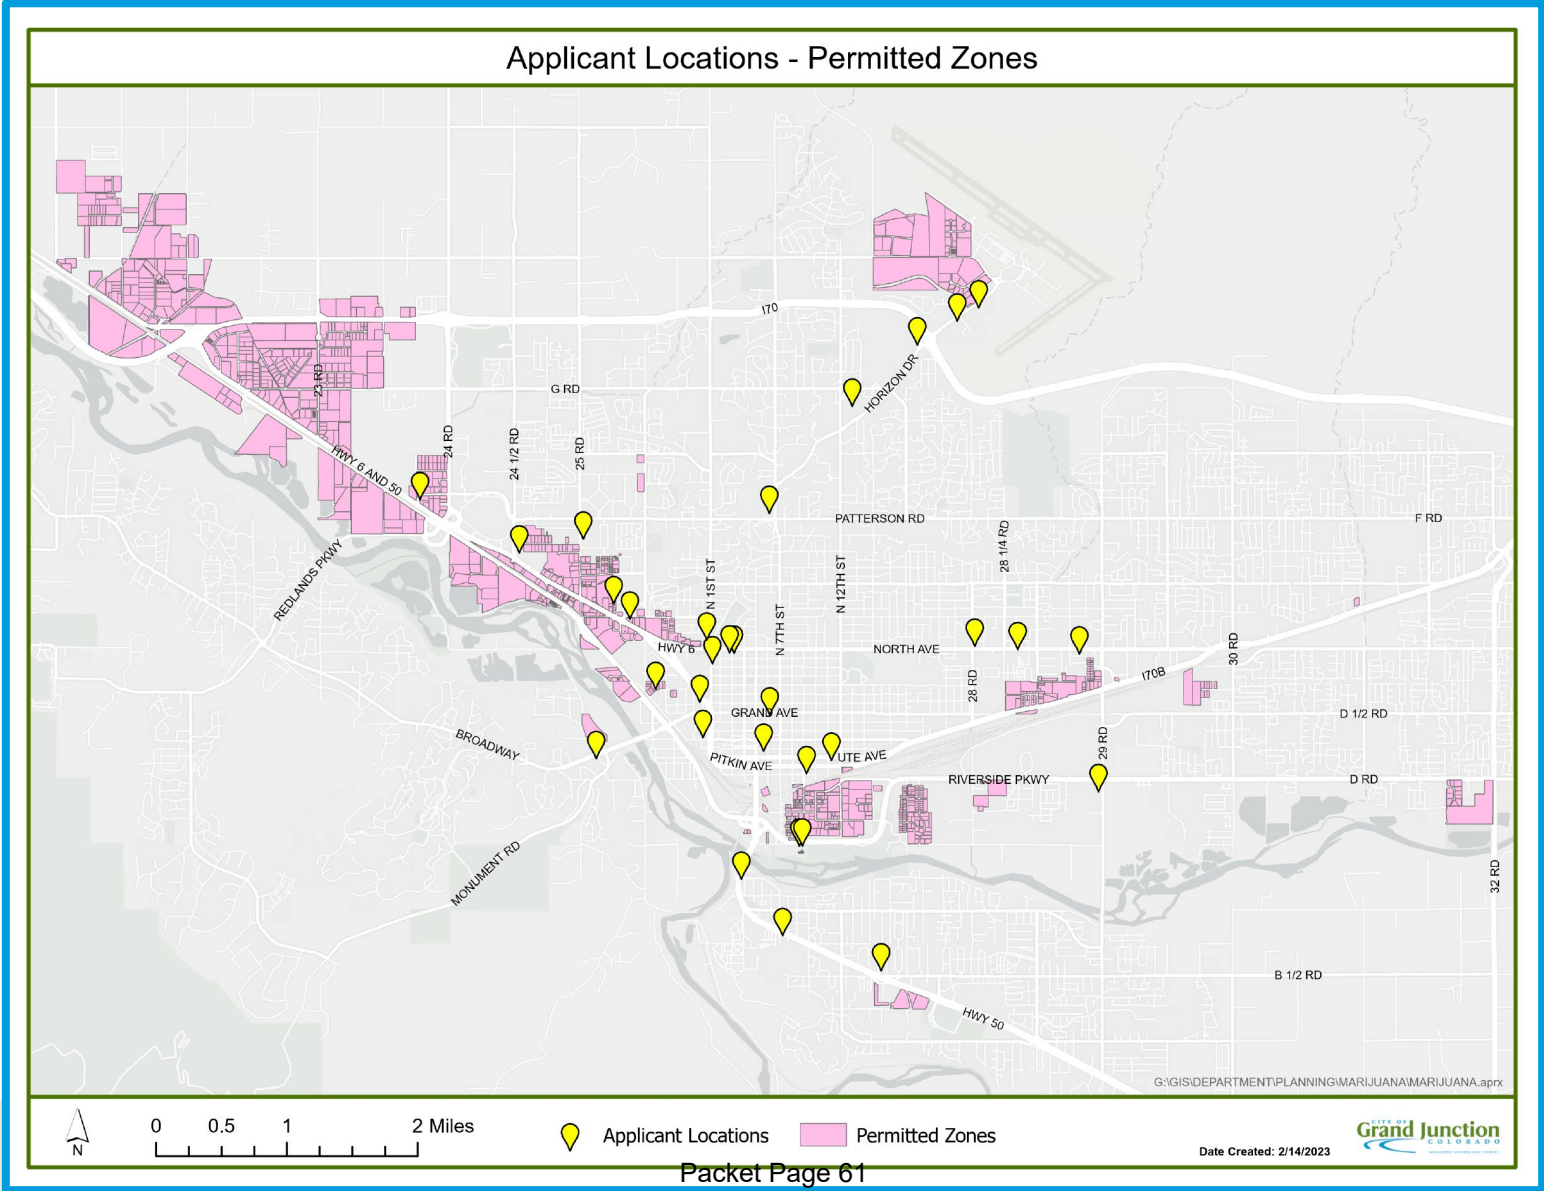 Applicant Locations - Permitted Zones
I70
HORIZON DR
G RD
23 RD
24 RD
24 1/2 RD
25 RD
HWY 6 AND 50
PATTERSON RD
F RD
28 1/4 RD
REDLANDS PKWY
N 1ST ST
N 12TH ST
N 7TH ST
HWY 6
NORTH AVE
30 RD
I70B
28 RD
GRAND AVE
D 1/2 RD
BROADWAY
29 RD
PITKIN AVE
UTE AVE
RIVERSIDE PKWY
D RD
MONUMENT RD
32 RD
B 1/2 RD
HWY 50
G:\GIS\DEPARTMENT\PLANNING\MARIJUANA\MARIJUANA.aprx
N
0 0.5 1 2 Miles
Applicant Locations
Permitted Zones
Date Created: 2/14/2023
CITY OF
Grand Junction
COLORADO
Packet Page 61